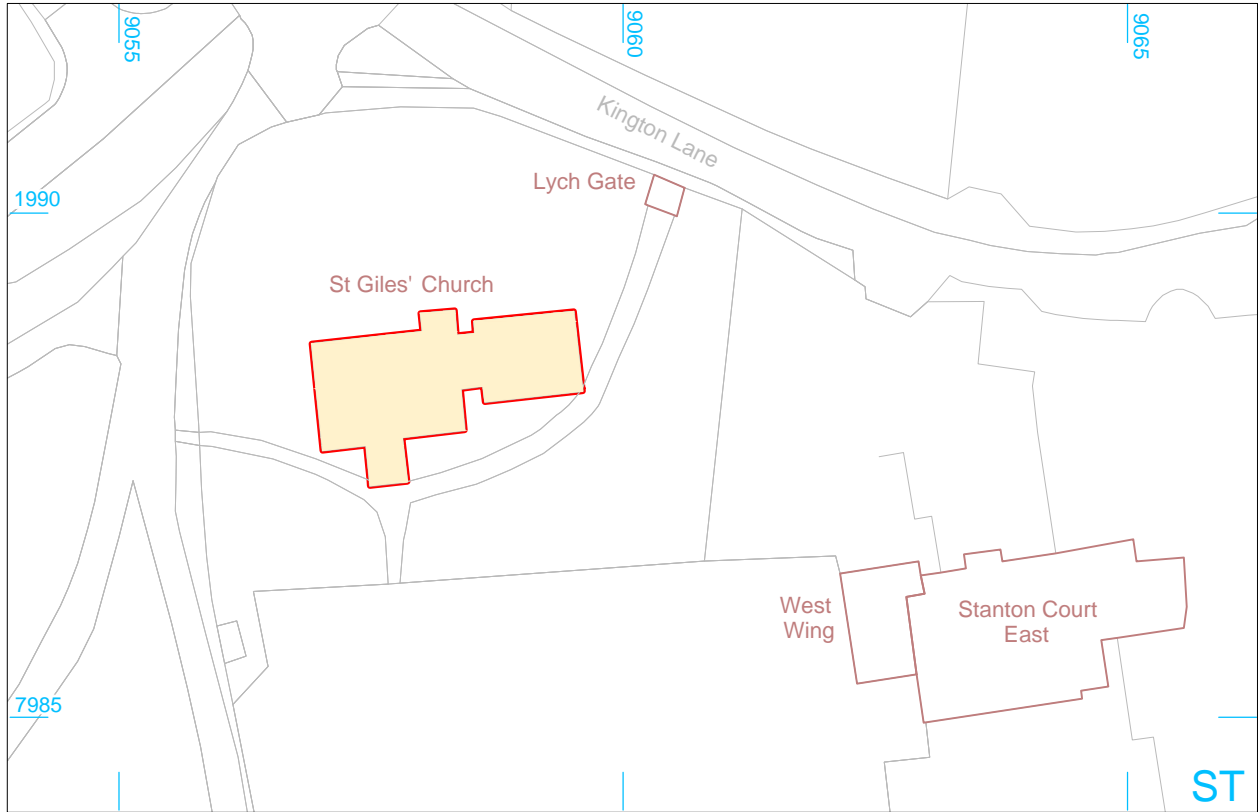 9055
9060
9065
Kington Lane
Lych Gate
1990
St Giles' Church
West
Wing
Stanton Court
East
7985
ST